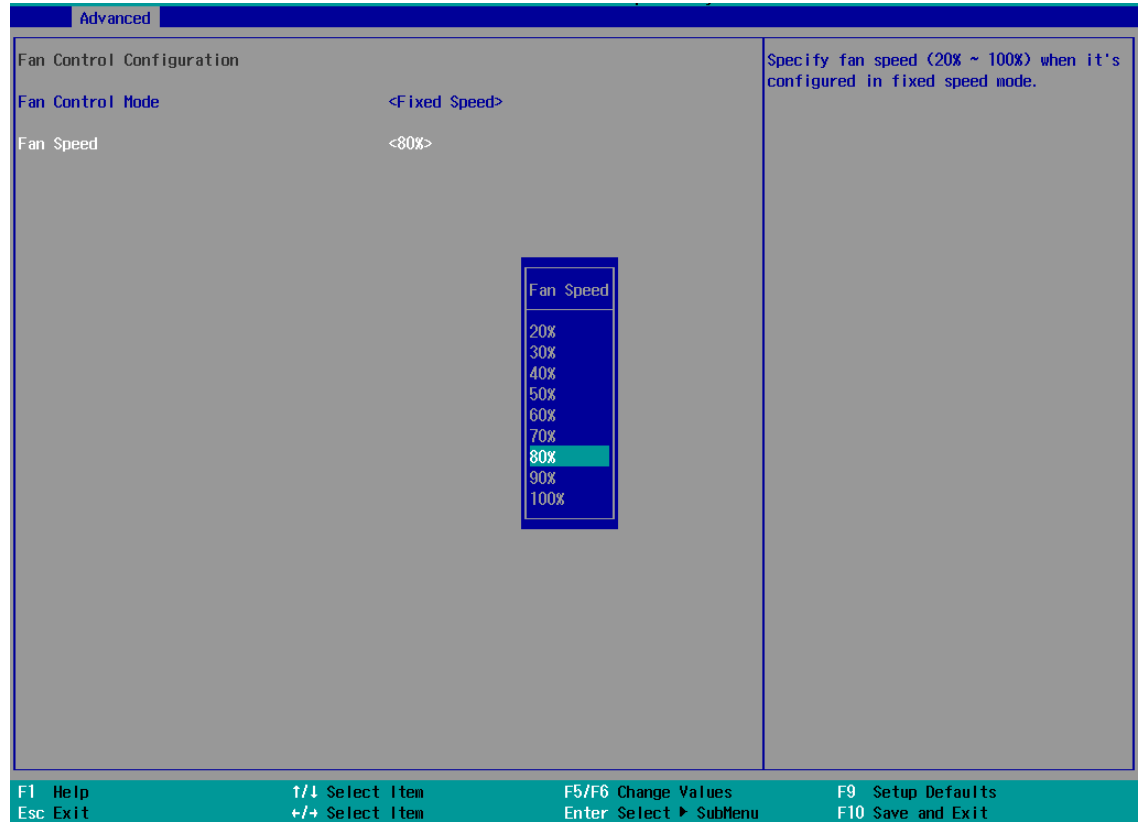 Advanced
Fan Control Configuration
Fan Control Mode <Fixed Speed>
Fan Speed <80%>
Specify fan speed (20% ~ 100%) when it's
configured in fixed speed mode.
Fan Speed
20%
30%
40%
50%
60%
70%
80%
90%
100%
F1 Help ↑/↓ Select Item F5/F6 Change Values F9 Setup Defaults
Esc Exit ←/→ Select Item Enter Select ▶ SubMenu F10 Save and Exit